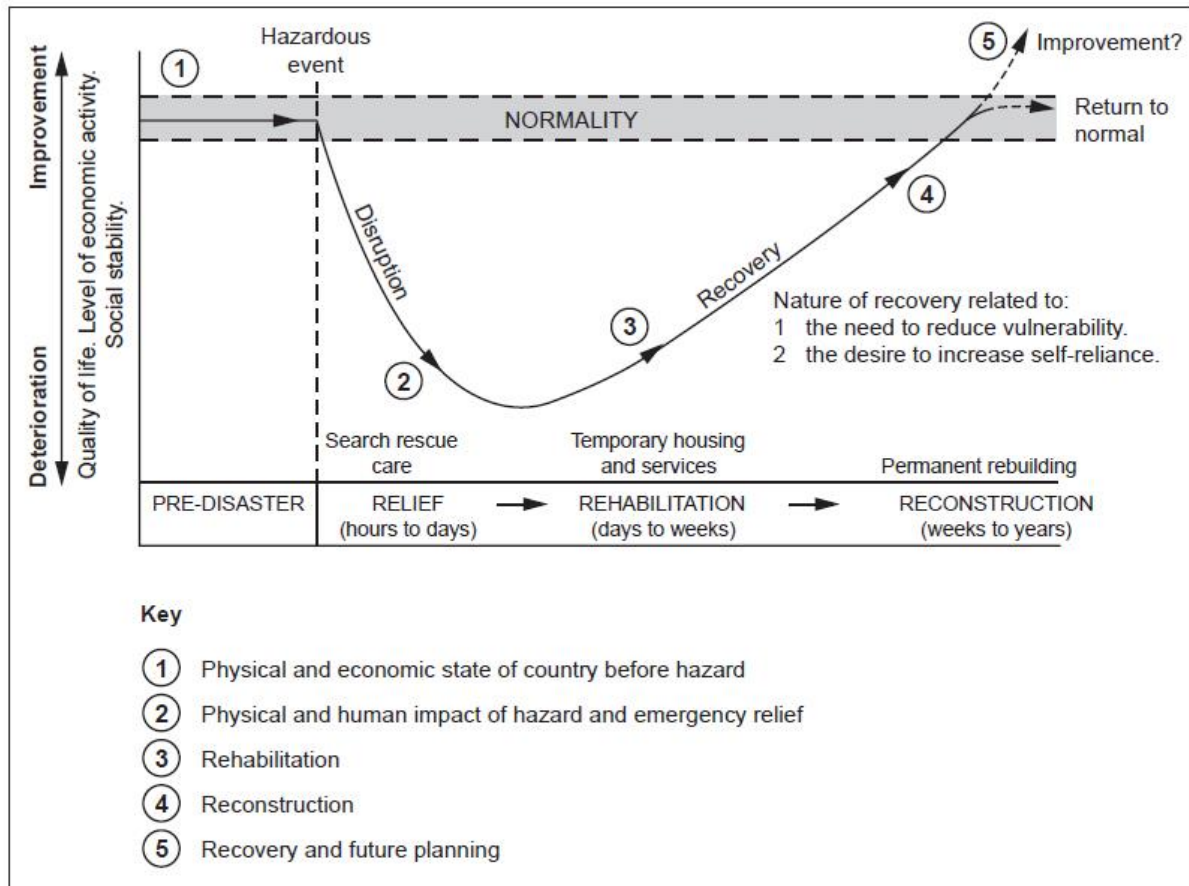 Improvement
Deterioration
Quality of life. Level of economic activity.
Social stability.
1
Hazardous
event
5
Improvement?
NORMALITY
Return to
normal
Disruption
2
3
Recovery
4
Nature of recovery related to:
1 the need to reduce vulnerability.
2 the desire to increase self-reliance.
Search rescue
care
Temporary housing
and services
Permanent rebuilding
PRE-DISASTER
RELIEF
(hours to days)
REHABILITATION
(days to weeks)
RECONSTRUCTION
(weeks to years)
Key
1 Physical and economic state of country before hazard
2 Physical and human impact of hazard and emergency relief
3 Rehabilitation
4 Reconstruction
5 Recovery and future planning